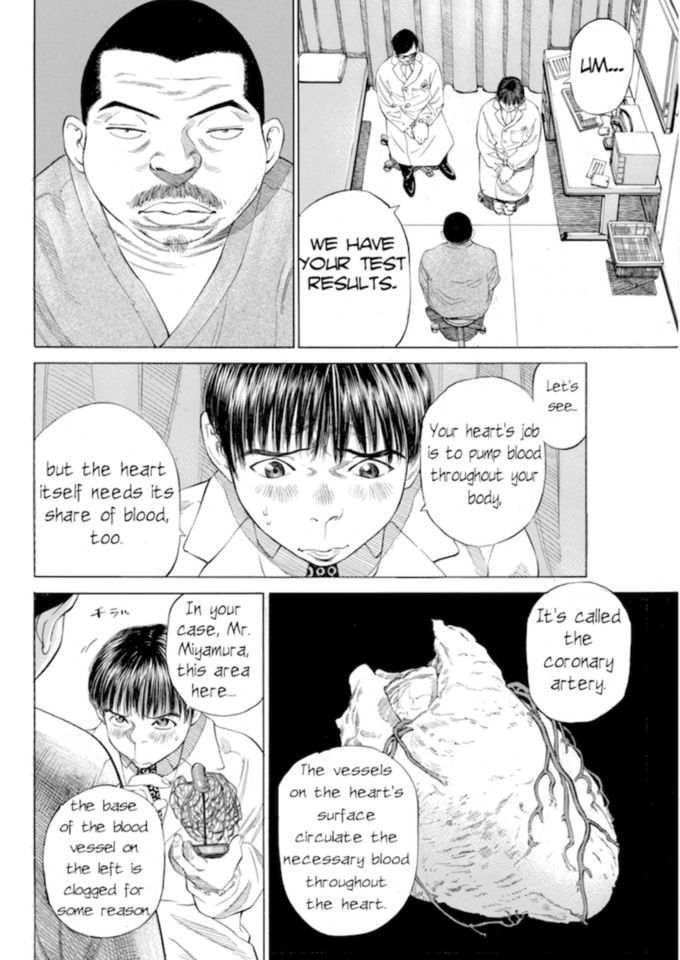 UM...
WE HAVE
YOUR TEST
RESULTS.
Let's
see...
Your heart's job
is to pump blood
throughout your
body,
but the heart
itself needs its
share of blood,
too.
It's called
the
coronary
artery.
The vessels
on the heart's
surface
circulate the
necessary blood
throughout
the heart.
In your
case, Mr.
Miyamura,
this area
here...
チラッ
the base
of the blood
vessel on
the left is
clogged for
some reason.